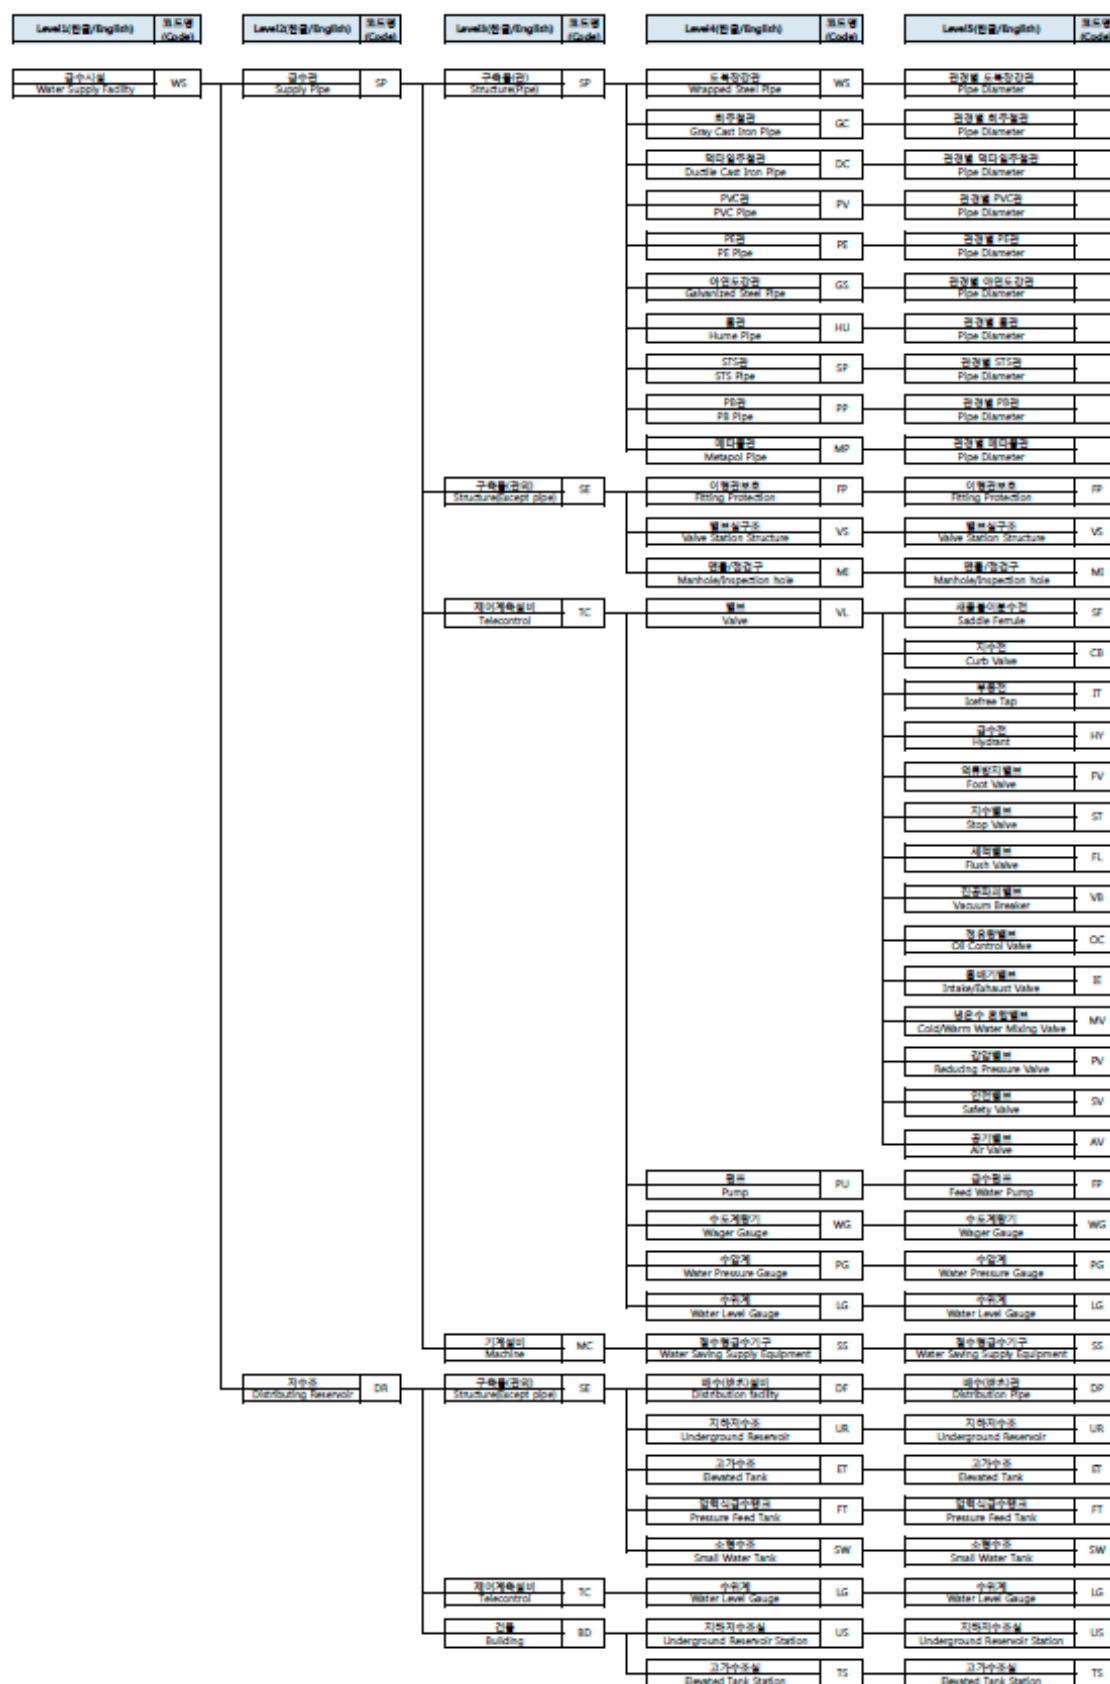 Level1(한글/English) 코드명 Level2(한글/English) 코드명 Level3(한글/English) 코드명 Level4(한글/English) 코드명 Level5(한글/English) 코드명
(Code) (Code) (Code) (Code) (Code)
급수시설 WS 급수관 SP 구축물(관) SP 도복장강관 WS 관경별 도복장강관
Water Supply Facility Supply Pipe Structure(Pipe) Wrapped Steel Pipe Pipe Diameter
회주철관 GC 관경별 회주철관
Gray Cast Iron Pipe Pipe Diameter
덕타일주철관 DC 관경별 덕타일주철관
Ductile Cast Iron Pipe Pipe Diameter
PVC관 PV 관경별 PVC관
PVC Pipe Pipe Diameter
PE관 PE 관경별 PE관
PE Pipe Pipe Diameter
아연도강관 GS 관경별 아연도강관
Galvanized Steel Pipe Pipe Diameter
흄관 HU 관경별 흄관
Hume Pipe Pipe Diameter
STS관 SP 관경별 STS관
STS Pipe Pipe Diameter
PB관 PP 관경별 PB관
PB Pipe Pipe Diameter
메타폴관 MP 관경별 메타폴관
Metapol Pipe Pipe Diameter
구축물(관외) SE 이형관보호 FP 이형관보호 FP
Structure(Except pipe) Fitting Protection Fitting Protection
밸브실구조 VS 밸브실구조 VS
Valve Station Structure Valve Station Structure
맨홀/점검구 MI 맨홀/점검구 MI
Manhole/Inspection hole Manhole/Inspection hole
제어계측설비 TC 밸브 VL 새들붙이분수전 SF
Telecontrol Valve Saddle Ferrule
지수전 CB
Curb Valve
부동전 IT
Icefree Tap
급수전 HY
Hydrant
역류방지밸브 FV
Foot Valve
지수밸브 ST
Stop Valve
세척밸브 FL
Flush Valve
진공파괴밸브 VB
Vacuum Breaker
정유량밸브 OC
Oil Control Valve
흡배기밸브 IE
Intake/Exhaust Valve
냉온수 혼합밸브 MV
Cold/Warm Water Mixing Valve
감압밸브 PV
Reducing Pressure Valve
안전밸브 SV
Safety Valve
공기밸브 AV
Air Valve
펌프 PU 급수펌프 FP
Pump Feed Water Pump
수도계량기 WG 수도계량기 WG
Wager Gauge Wager Gauge
수압계 PG 수압계 PG
Water Pressure Gauge Water Pressure Gauge
수위계 LG 수위계 LG
Water Level Gauge Water Level Gauge
기계설비 MC 절수형급수기구 SS 절수형급수기구 SS
Machine Water Saving Supply Equipment Water Saving Supply Equipment
저수조 DR 구축물(관외) SE 배수(排水)설비 DF 배수(排水)관 DP
Distributing Reservoir Structure(Except pipe) Distribution facility Distribution Pipe
지하저수조 UR 지하저수조 UR
Underground Reservoir Underground Reservoir
고가수조 ET 고가수조 ET
Elevated Tank Elevated Tank
압력식급수탱크 FT 압력식급수탱크 FT
Pressure Feed Tank Pressure Feed Tank
소형수조 SW 소형수조 SW
Small Water Tank Small Water Tank
제어계측설비 TC 수위계 LG 수위계 LG
Telecontrol Water Level Gauge Water Level Gauge
건물 BD 지하저수조실 US 지하저수조실 US
Building Underground Reservoir Station Underground Reservoir Station
고가수조실 TS 고가수조실 TS
Elevated Tank Station Elevated Tank Station